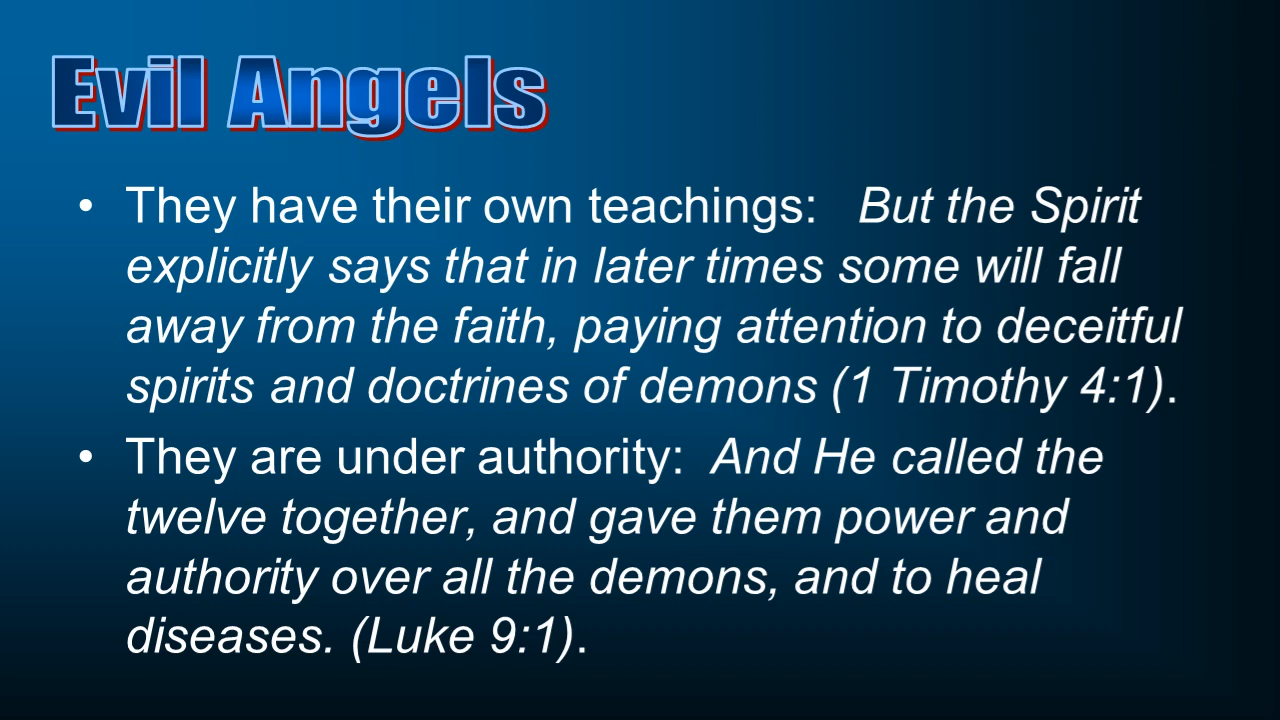 Evil Angels
• They have their own teachings: But the Spirit
explicitly says that in later times some will fall
away from the faith, paying attention to deceitful
spirits and doctrines of demons (1 Timothy 4:1).
• They are under authority: And He called the
twelve together, and gave them power and
authority over all the demons, and to heal
diseases. (Luke 9:1).